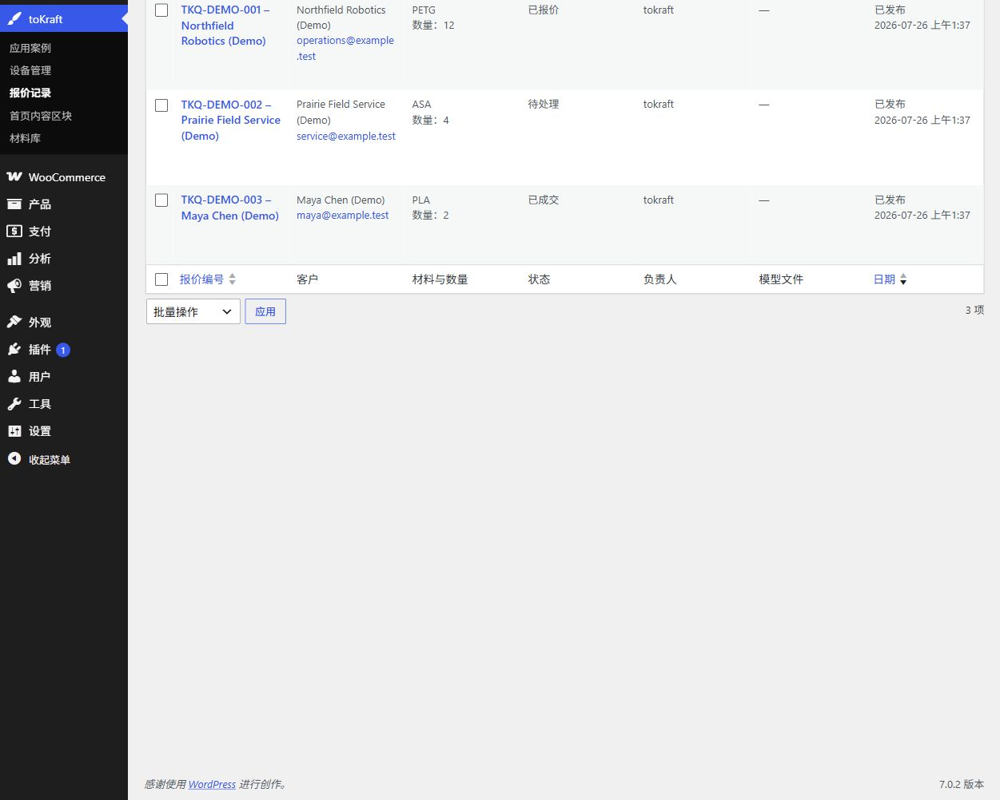 toKraft
应用案例
设备管理
报价记录
首页内容区块
材料库
WooCommerce
产品
支付
分析
营销
外观
插件 1
用户
工具
设置
收起菜单
TKQ-DEMO-001 –
Northfield
Robotics (Demo)
Northfield Robotics
(Demo)
operations@example
.test
PETG
数量：12
已报价
tokraft
—
已发布
2026-07-26 上午1:37
TKQ-DEMO-002 –
Prairie Field Service
(Demo)
Prairie Field Service
(Demo)
service@example.test
ASA
数量：4
待处理
tokraft
—
已发布
2026-07-26 上午1:37
TKQ-DEMO-003 –
Maya Chen (Demo)
Maya Chen (Demo)
maya@example.test
PLA
数量：2
已成交
tokraft
—
已发布
2026-07-26 上午1:37
报价编号
客户
材料与数量
状态
负责人
模型文件
日期
批量操作
应用
3 项
感谢使用 WordPress 进行创作。
7.0.2 版本